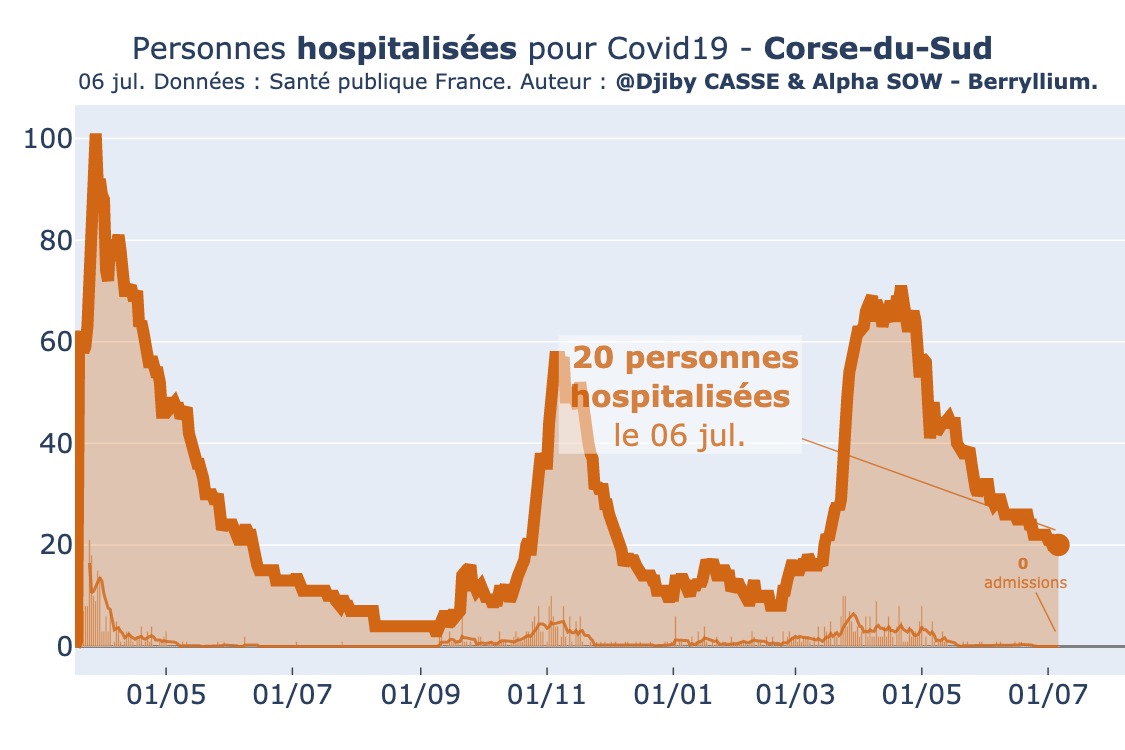 Personnes hospitalisées pour Covid19 - Corse-du-Sud
06 jul. Données : Santé publique France. Auteur : @Djiby CASSE & Alpha SOW - Berryllium.
100
80
60
40
20
0
20 personnes
hospitalisées
le 06 jul.
0
admissions
01/05 01/07 01/09 01/11 01/01 01/03 01/05 01/07